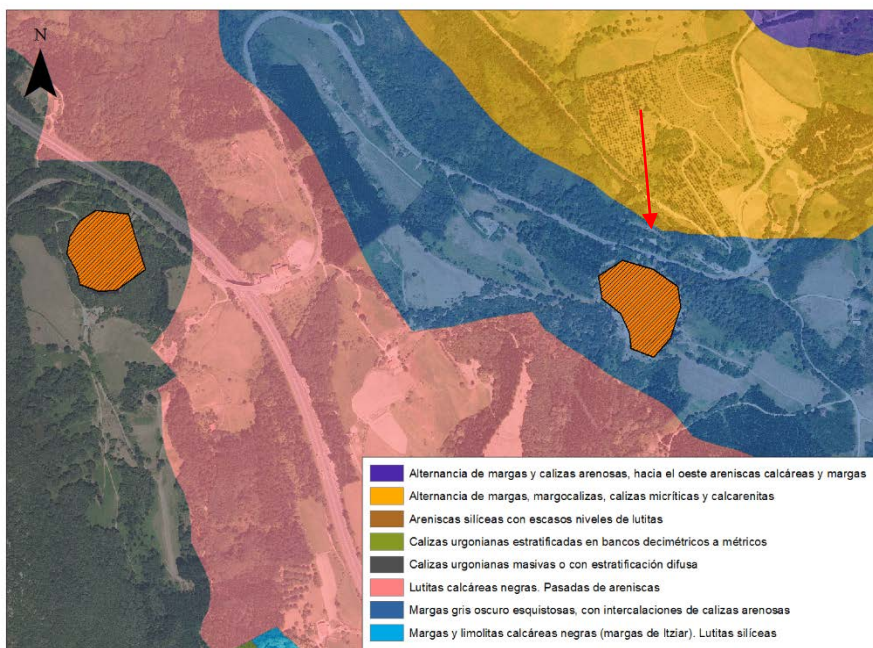 N
Alternancia de margas y calizas arenosas, hacia el oeste areniscas calcáreas y margas
Alternancia de margas, margocalizas, calizas micríticas y calcarenitas
Areniscas silíceas con escasos niveles de lutitas
Calizas urgonianas estratificadas en bancos decimétricos a métricos
Calizas urgonianas masivas o con estratificación difusa
Lutitas calcáreas negras. Pasadas de areniscas
Margas gris oscuro esquistosas, con intercalaciones de calizas arenosas
Margas y limolitas calcáreas negras (margas de Itziar). Lutitas silíceas